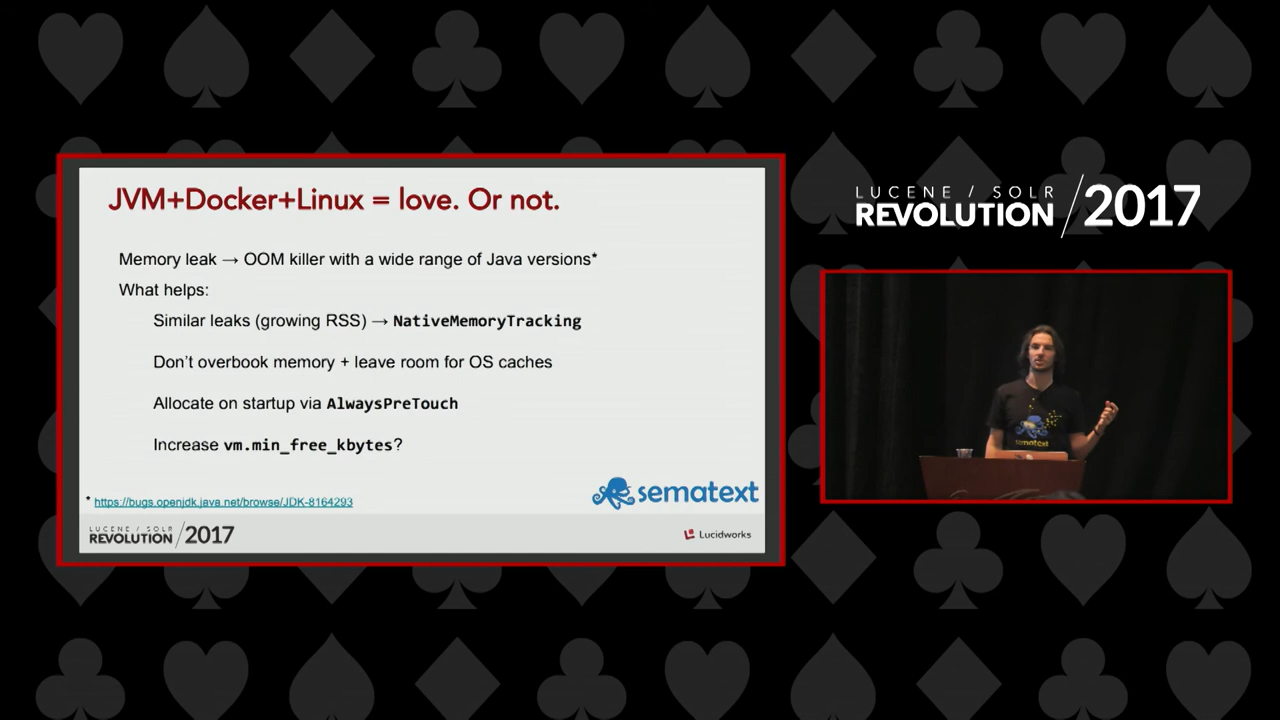 JVM+Docker+Linux = love. Or not.
Memory leak → OOM killer with a wide range of Java versions*
What helps:
Similar leaks (growing RSS) → NativeMemoryTracking
Don't overbook memory + leave room for OS caches
Allocate on startup via AlwaysPreTouch
Increase vm.min_free_kbytes?
* https://bugs.openjdk.java.net/browse/JDK-8164293
sematext
LUCENE / SOLR
REVOLUTION / 2017
Lucidworks
LUCENE / SOLR
REVOLUTION / 2017
sematext